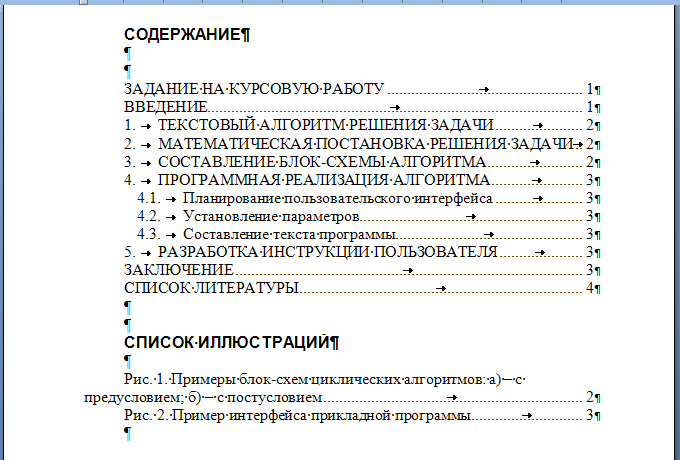 СОДЕРЖАНИЕ
ЗАДАНИЕ НА КУРСОВУЮ РАБОТУ 1
ВВЕДЕНИЕ 1
1. ТЕКСТОВЫЙ АЛГОРИТМ РЕШЕНИЯ ЗАДАЧИ 2
2. МАТЕМАТИЧЕСКАЯ ПОСТАНОВКА РЕШЕНИЯ ЗАДАЧИ 2
3. СОСТАВЛЕНИЕ БЛОК-СХЕМЫ АЛГОРИТМА 2
4. ПРОГРАММНАЯ РЕАЛИЗАЦИЯ АЛГОРИТМА 3
4.1. Планирование пользовательского интерфейса 3
4.2. Установление параметров 3
4.3. Составление текста программы 3
5. РАЗРАБОТКА ИНСТРУКЦИИ ПОЛЬЗОВАТЕЛЯ 3
ЗАКЛЮЧЕНИЕ 3
СПИСОК ЛИТЕРАТУРЫ 4
СПИСОК ИЛЛЮСТРАЦИЙ
Рис. 1. Примеры блок-схем циклических алгоритмов: а) – с
предусловием; б) – с постусловием 2
Рис. 2. Пример интерфейса прикладной программы 3